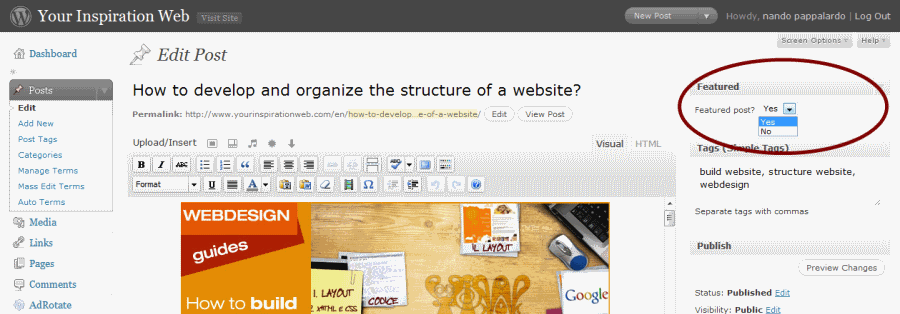 Your Inspiration Web
Visit Site
New Post
Howdy, nando pappalardo | Log Out
Screen Options
Help
Dashboard
Posts
Edit
Add New
Post Tags
Categories
Manage Terms
Mass Edit Terms
Auto Terms
Media
Links
Pages
Comments
AdRotate
Edit Post
How to develop and organize the structure of a website?
Permalink: http://www.yourinspirationweb.com/en/how-to-develop...e-of-a-website/ Edit View Post
Upload/Insert
Visual HTML
B I ABC ABC
Format U A Ω
WEBDESIGN
guides
How to build
LAYOUT
CODICE
1. LAYOUT
Google
Featured
Featured post? Yes
Yes
No
Tags (Simple Tags)
build website, structure website,
webdesign
Separate tags with commas
Publish
Preview Changes
Status: Published Edit
Visibility: Public Edit